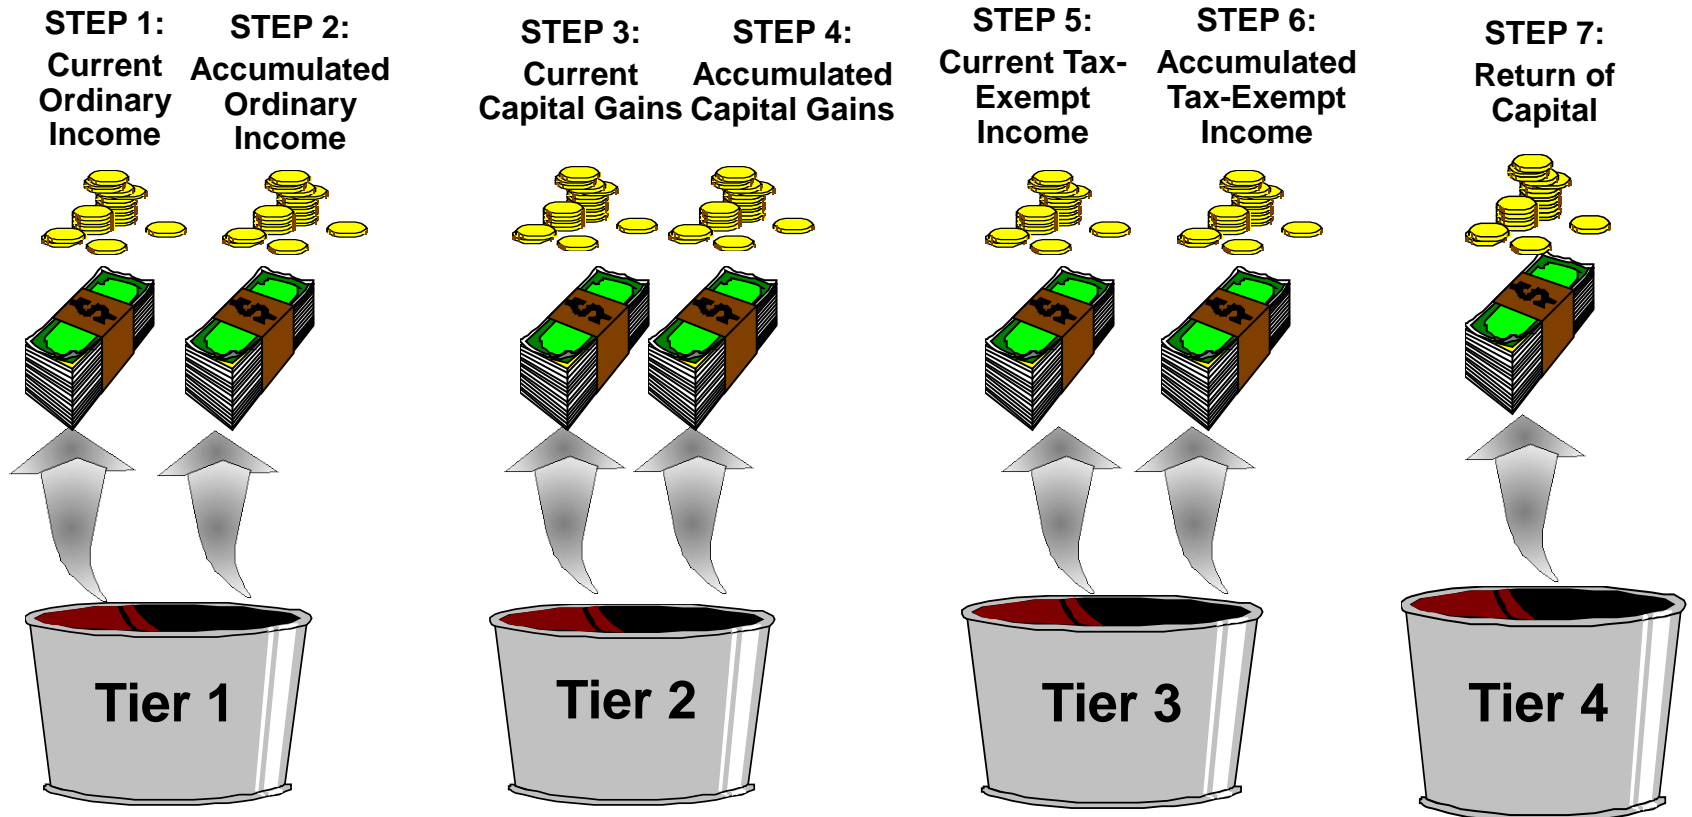 STEP 1:
Current
Ordinary
Income
STEP 2:
Accumulated
Ordinary
Income
STEP 3:
Current
Capital Gains
STEP 4:
Accumulated
Capital Gains
STEP 5:
Current Tax-
Exempt
Income
STEP 6:
Accumulated
Tax-Exempt
Income
STEP 7:
Return of
Capital
$
$
$
$
$
$
$
Tier 1
Tier 2
Tier 3
Tier 4